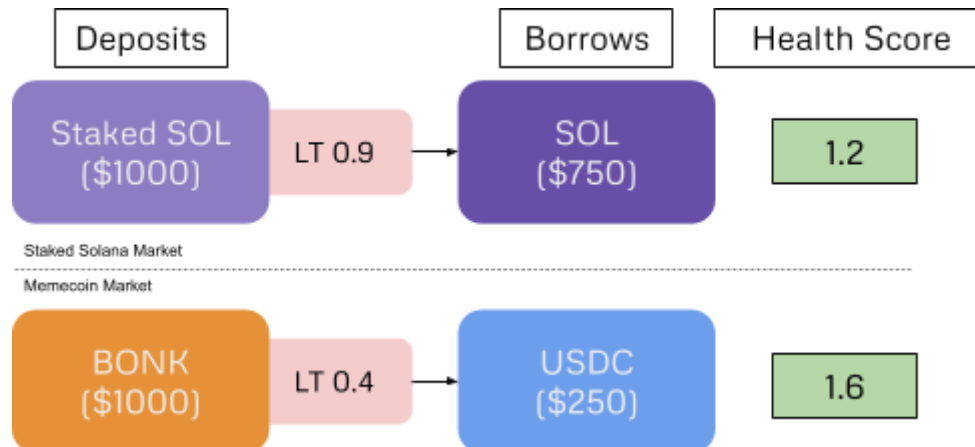 Deposits
Borrows
Health Score
Staked SOL
($1000)
LT 0.9
SOL
($750)
1.2
Staked Solana Market
Memecoin Market
BONK
($1000)
LT 0.4
USDC
($250)
1.6